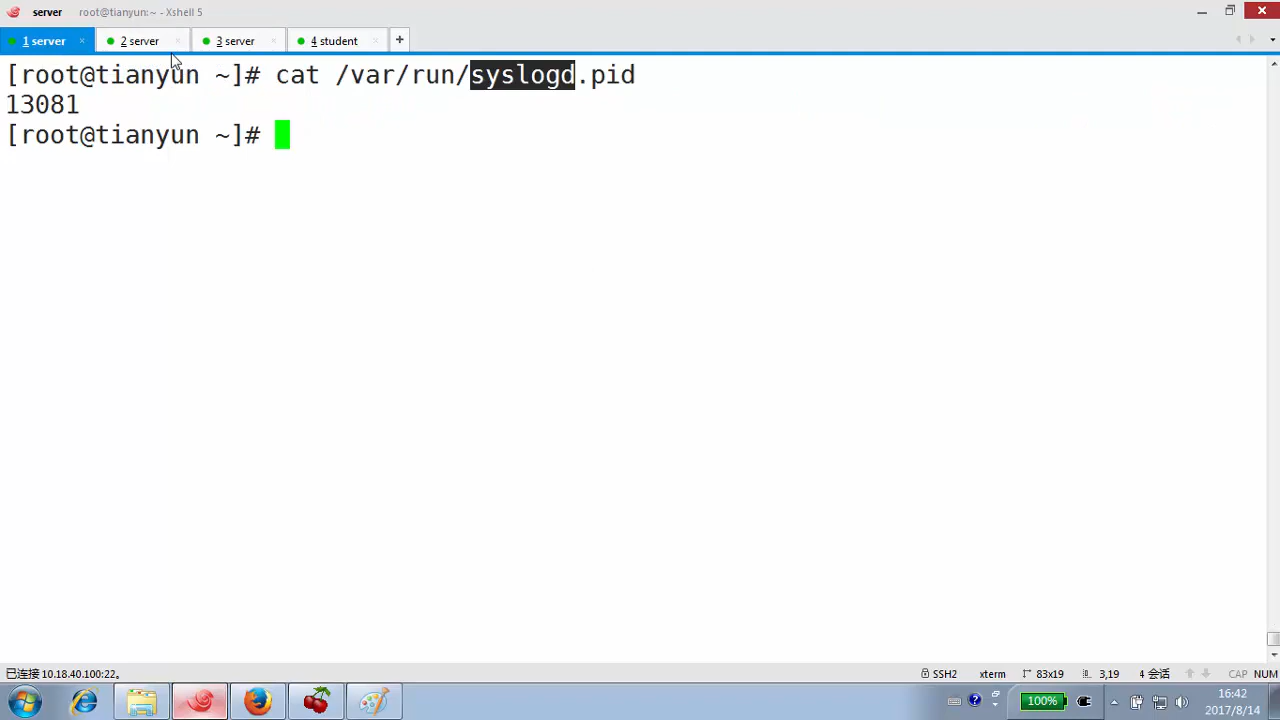 server root@tianyun:~ - Xshell 5
1 server 2 server 3 server 4 student
[root@tianyun ~]# cat /var/run/syslogd.pid
13081
[root@tianyun ~]#
已连接 10.18.40.100:22。 SSH2 xterm 83x19 3,19 4 会话 CAP NUM
100% 16:42
2017/8/14